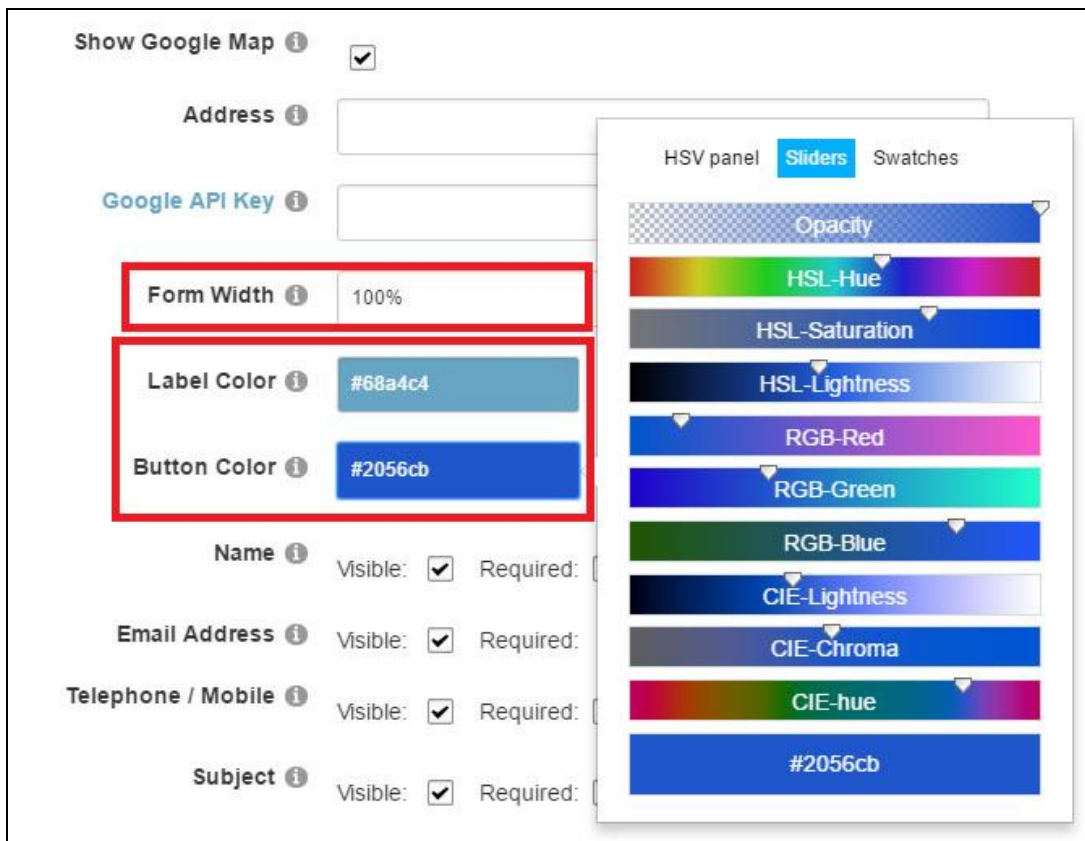 Show Google Map
Address
Google API Key
Form Width 100%
Label Color #68a4c4
Button Color #2056cb
Name Visible: Required:
Email Address Visible: Required:
Telephone / Mobile Visible: Required:
Subject Visible: Required:
HSV panel Sliders Swatches
Opacity
HSL-Hue
HSL-Saturation
HSL-Lightness
RGB-Red
RGB-Green
RGB-Blue
CIE-Lightness
CIE-Chroma
CIE-hue
#2056cb